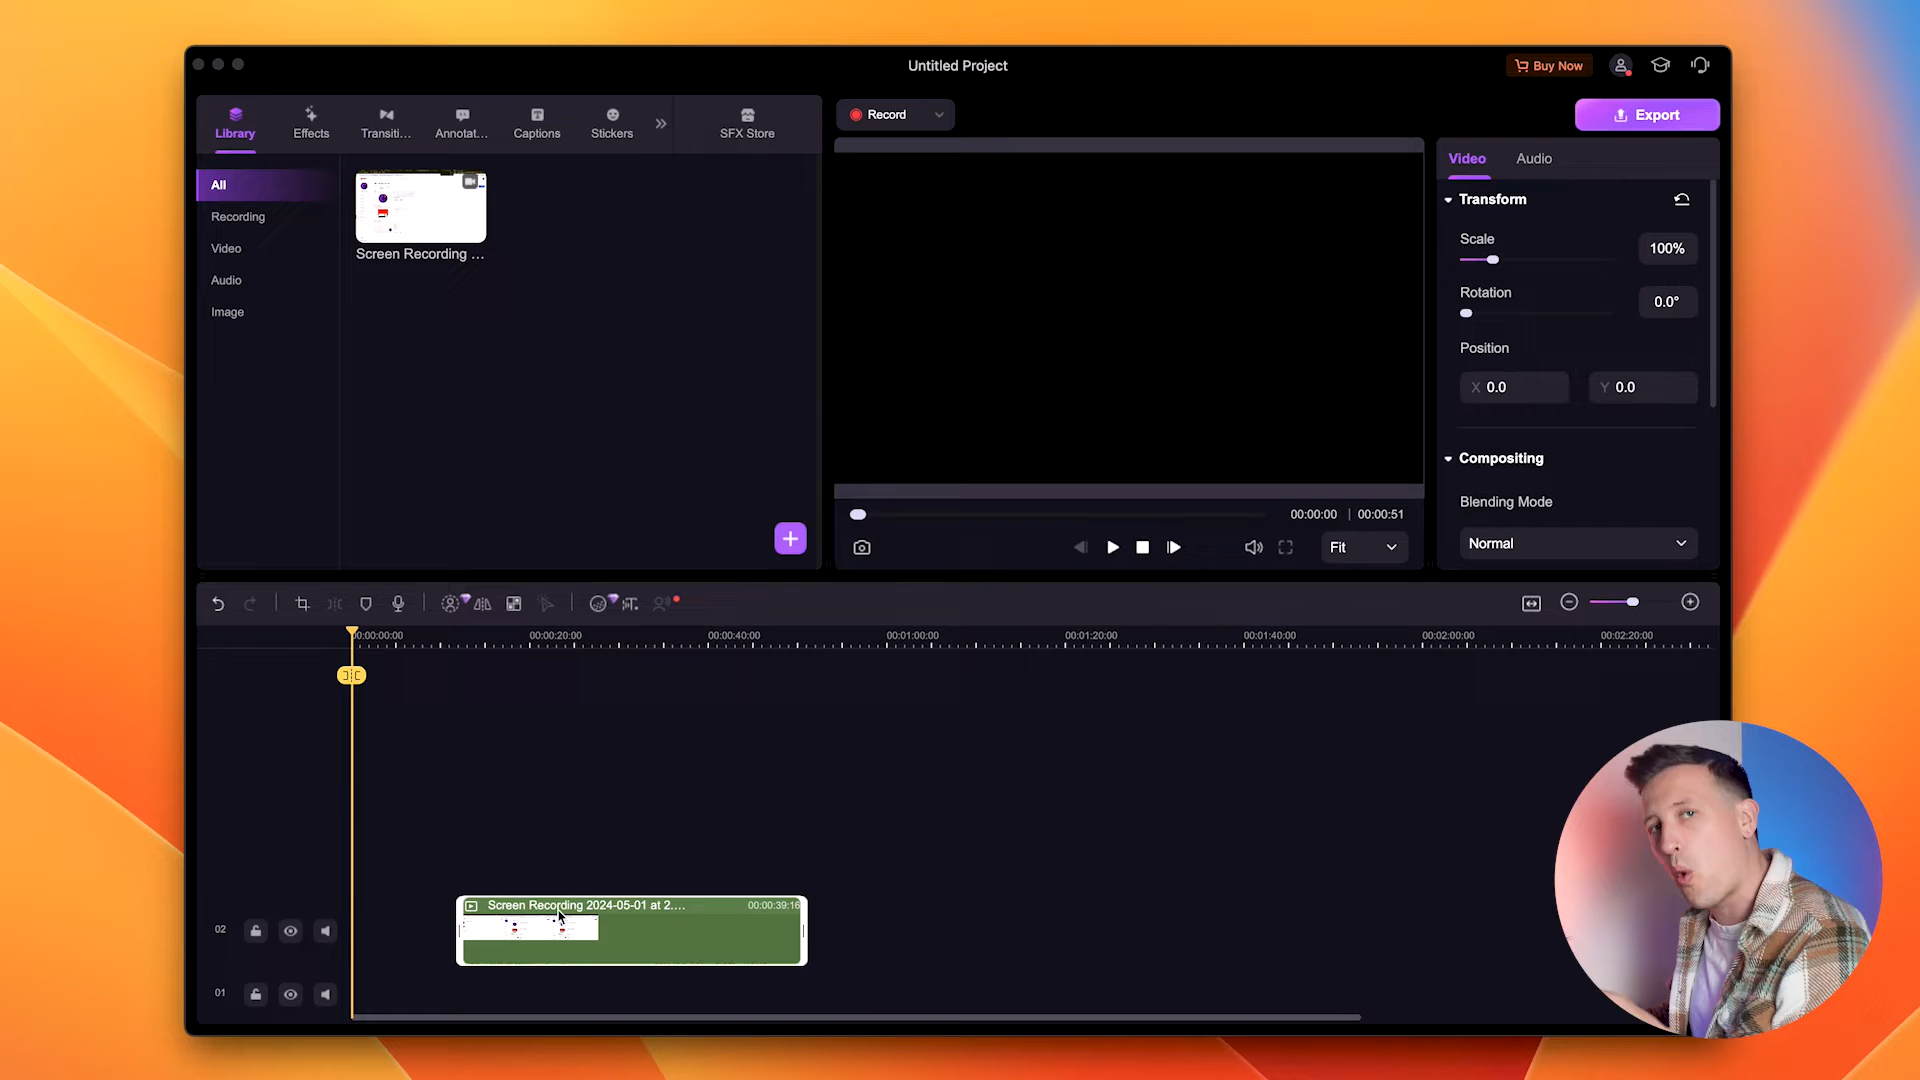 Untitled Project
Buy Now
Library
Effects
Transiti...
Annotat...
Captions
Stickers
SFX Store
Record
Export
All
Recording
Video
Audio
Image
Screen Recording ...
Video
Audio
Transform
Scale
100%
Rotation
0.0°
Position
X 0.0
Y 0.0
Compositing
Blending Mode
Normal
00:00:00 | 00:00:51
Fit
00:00:00:00
00:00:20:00
00:00:40:00
00:01:00:00
00:01:20:00
00:01:40:00
00:02:00:00
00:02:20:00
Screen Recording 2024-05-01 at 2....
00:00:39:16
02
01